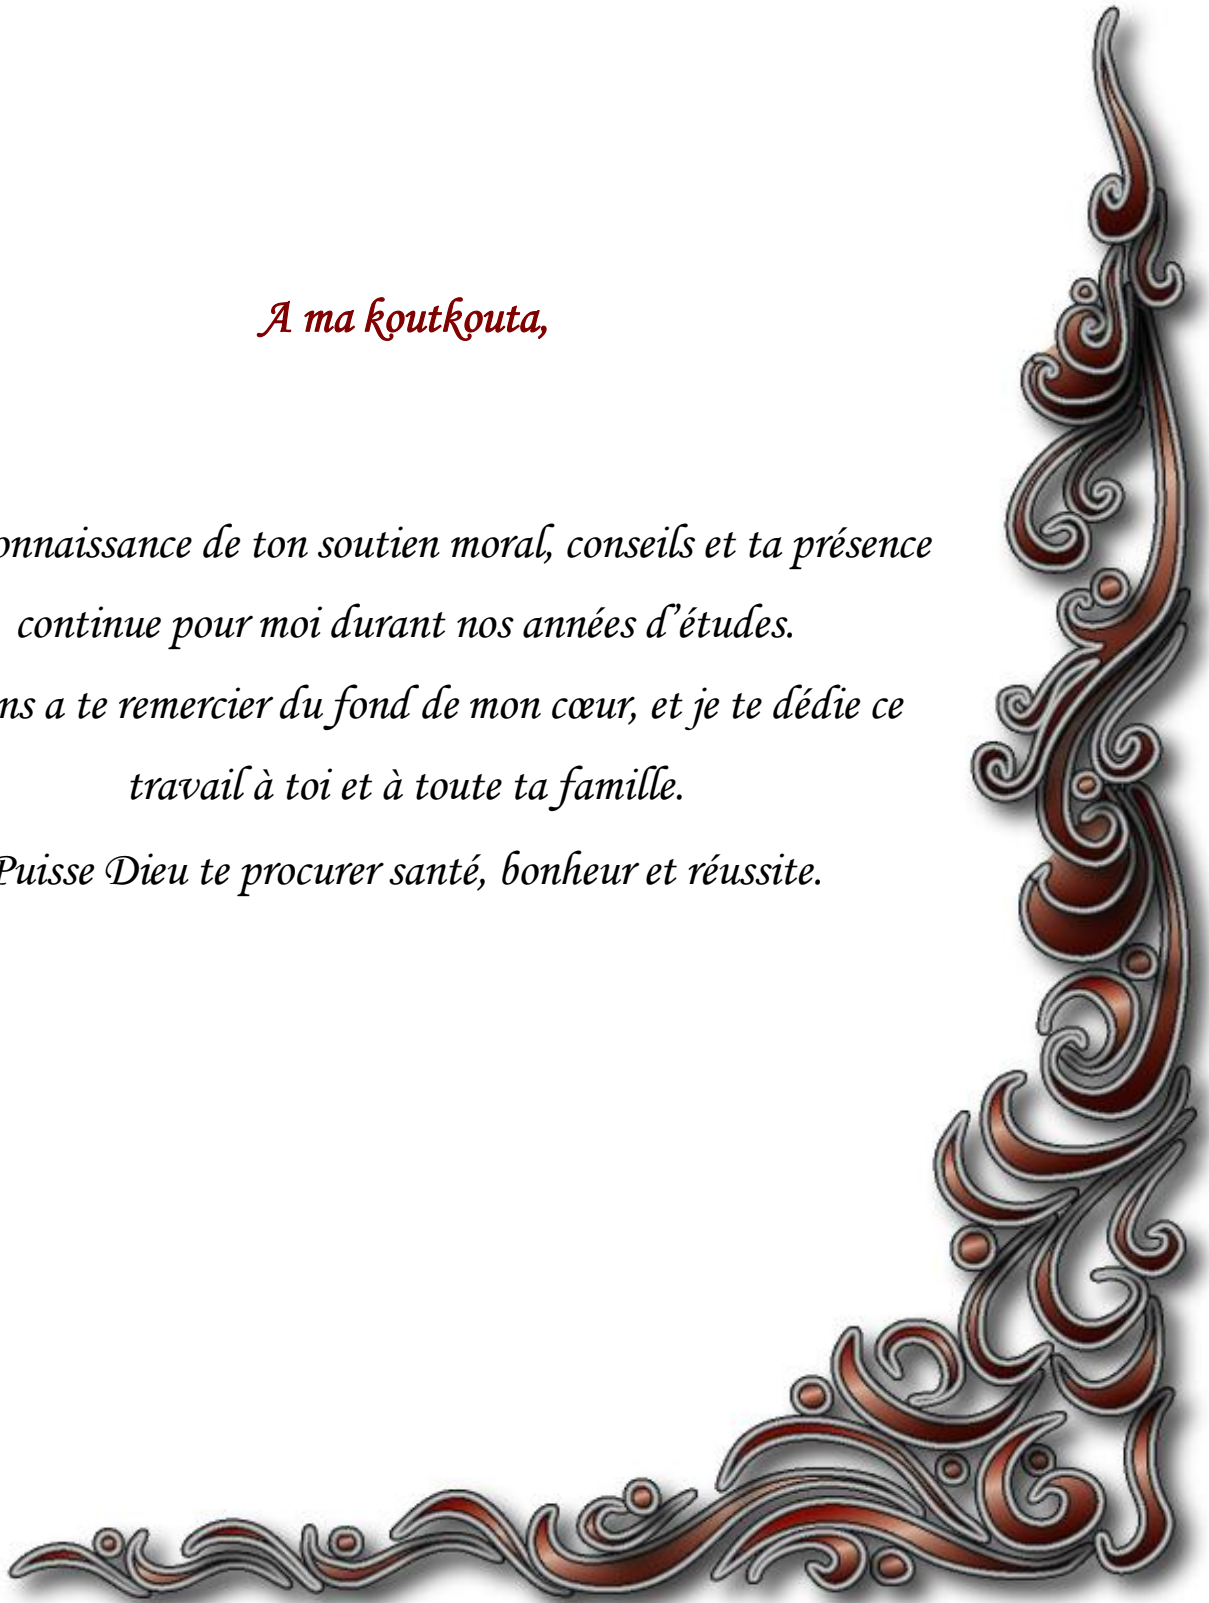 A ma koutkouta,
onnaissance de ton soutien moral, conseils et ta présence
continue pour moi durant nos années d'études.
ns a te remercier du fond de mon cœur, et je te dédie ce
travail à toi et à toute ta famille.
Puisse Dieu te procurer santé, bonheur et réussite.